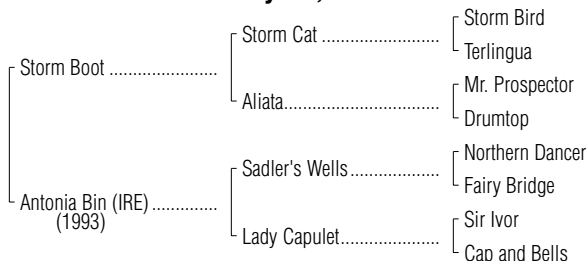 Storm Bird
Storm Cat ..............................
Terlingua
Storm Boot ........................
Mr. Prospector
Aliata........................................
Drumtop
Northern Dancer
Sadler's Wells.......................
Fairy Bridge
Antonia Bin (IRE) ...............
(1993)
Sir Ivor
Lady Capulet.........................
Cap and Bells